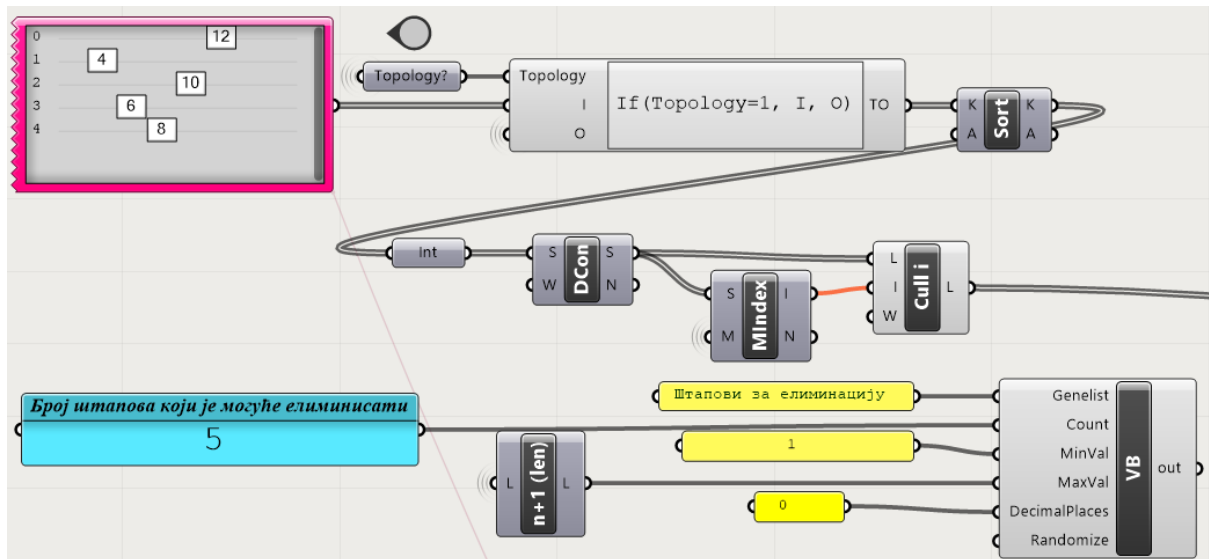 0
12
1
4
2
10
3
6
4
8
Topology?
Topology
I
O
If(Topology=1, I, O)
TO
K
A
Sort
K
A
Int
S
W
DCon
S
N
S
M
MIndex
I
N
L
I
W
Cull i
L
Број штапова који је могуће елиминисати
5
L
n+1 (len)
L
Штапови за елиминацију
1
0
Genelist
Count
MinVal
MaxVal
DecimalPlaces
Randomize
VB
out